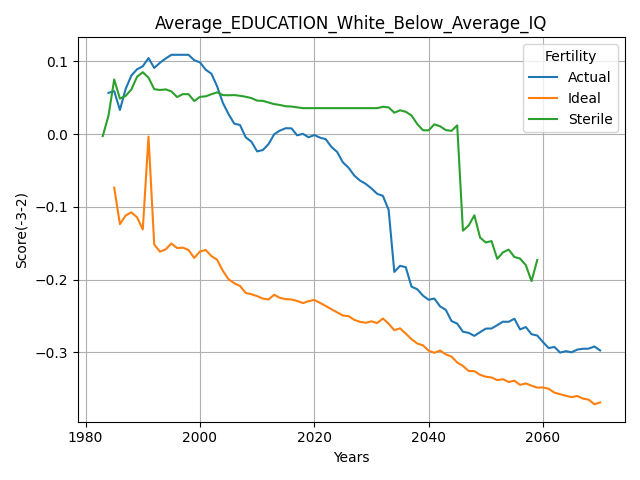 Average_EDUCATION_White_Below_Average_IQ
Fertility
Actual
Ideal
Sterile
Score(-3-2)
0.1
0.0
−0.1
−0.2
−0.3
1980
2000
2020
2040
2060
Years